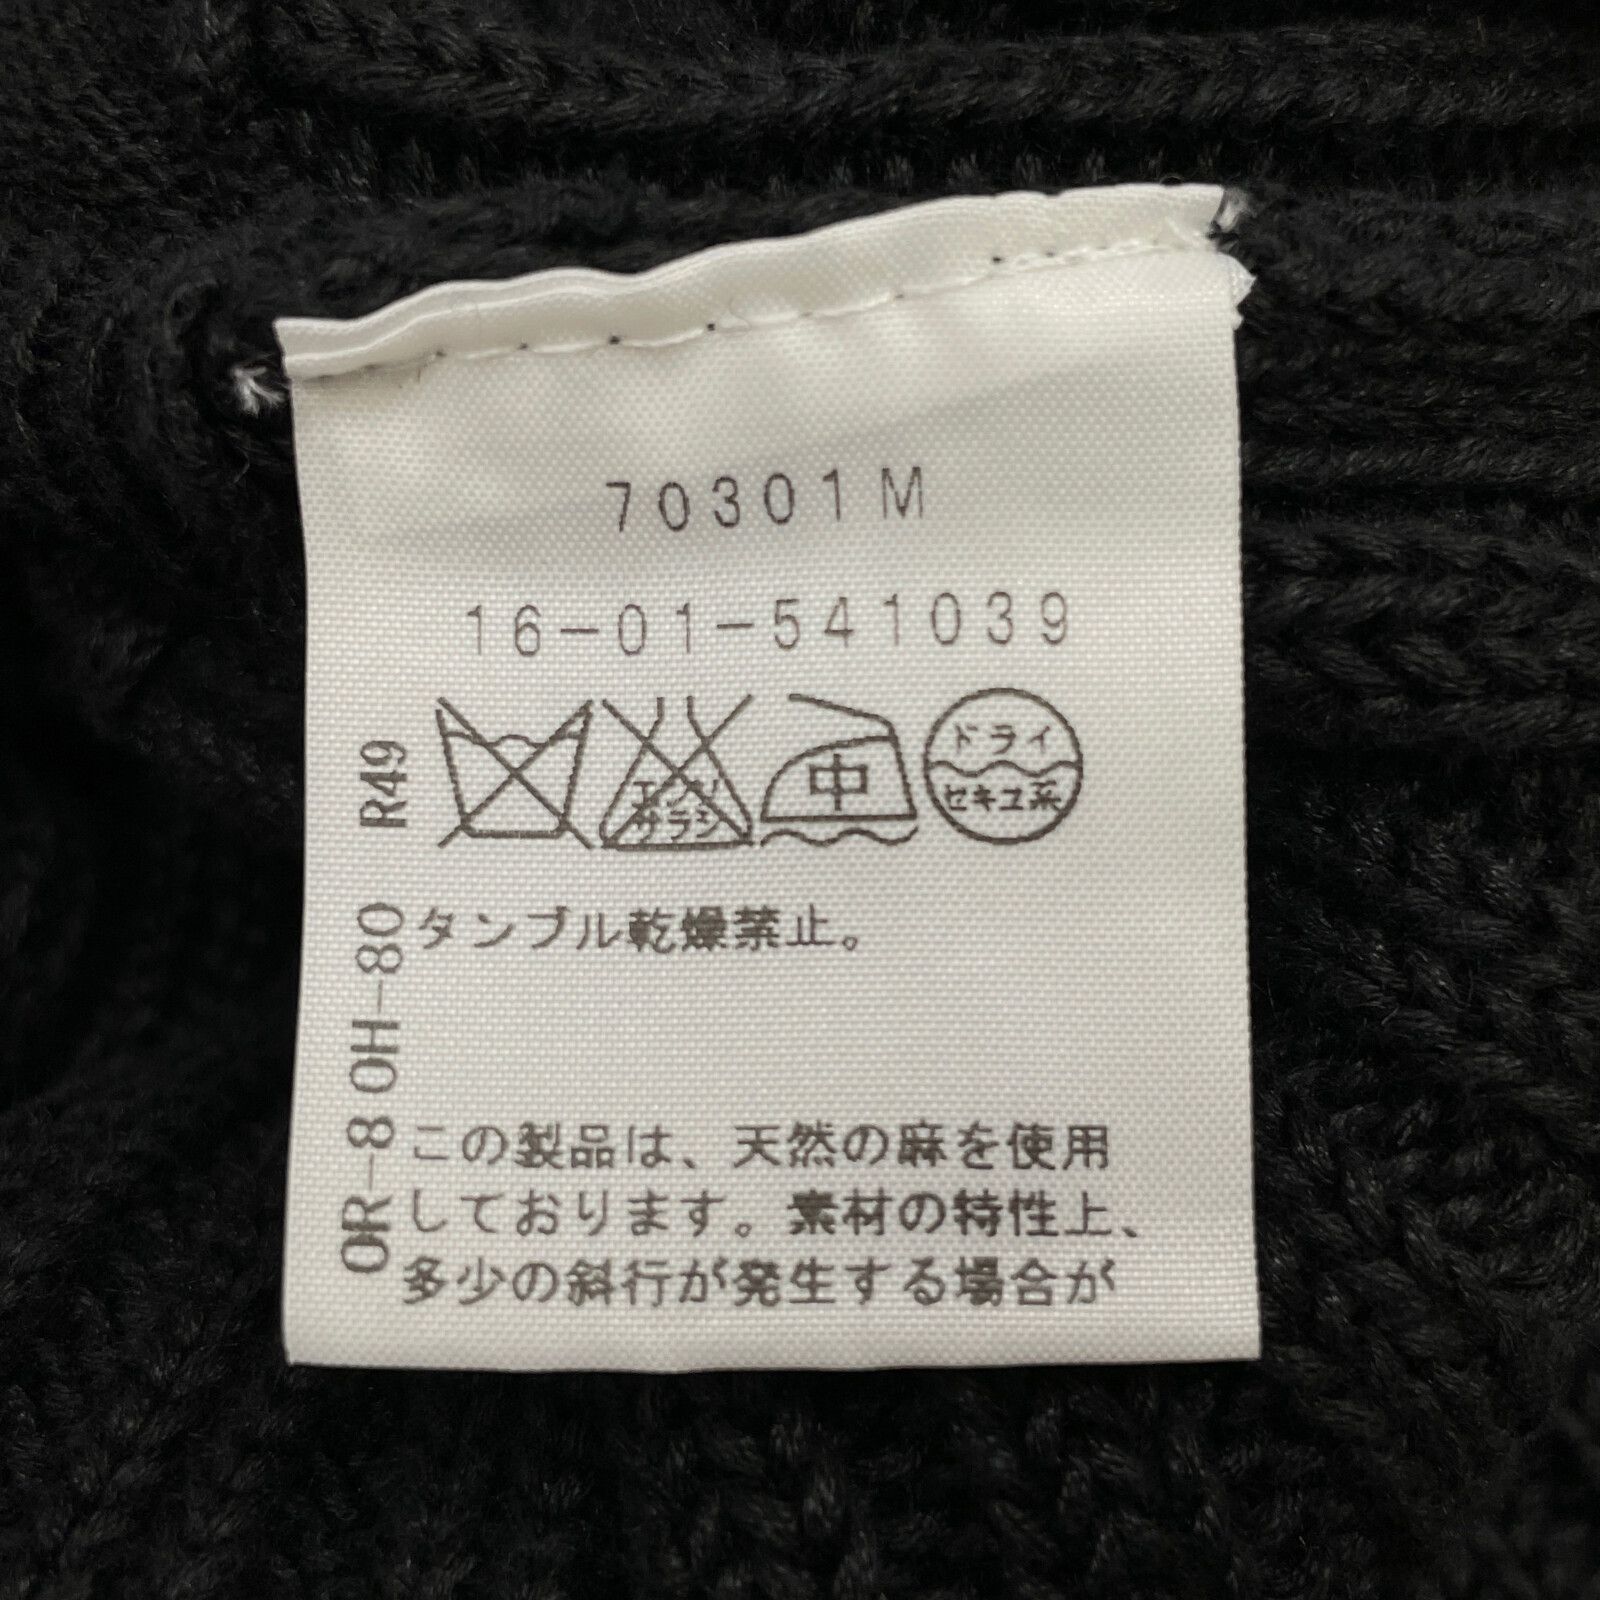 70301M
16-01-541039
エンソ
サラシ
中
ドライ
セキユ系
タンブル乾燥禁止。
この製品は、天然の麻を使用
しております。素材の特性上、
多少の斜行が発生する場合が
OR-8 0H-80 R49